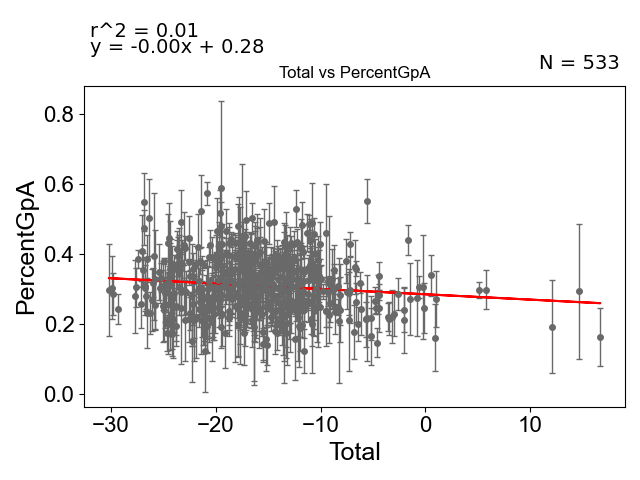 r^2 = 0.01
y = -0.00x + 0.28
N = 533
Total vs PercentGpA
PercentGpA
0.8
0.6
0.4
0.2
0.0
−30 −20 −10 0 10
Total